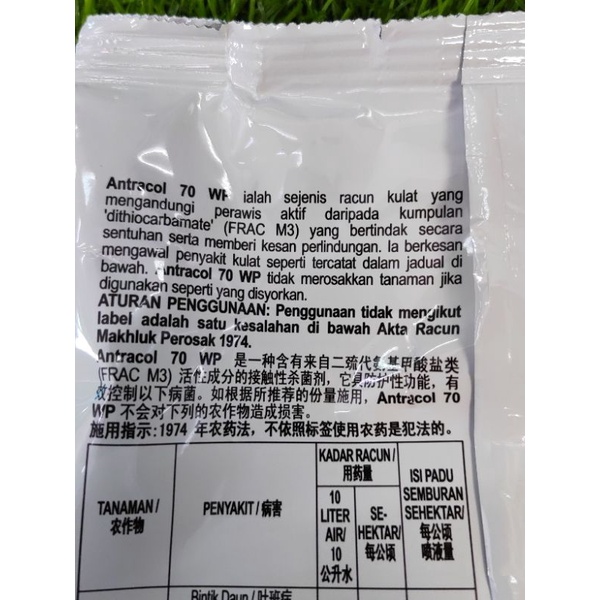 Antracol 70 WP ialah sejenis racun kulat yang
mengandungi perawis aktif daripada kumpulan
'dithiocarbamate' (FRAC M3) yang bertindak secara
sentuhan serta memberi kesan perlindungan. Ia berkesan
mengawal penyakit kulat seperti tercatat dalam jadual di
bawah. Antracol 70 WP tidak merosakkan tanaman jika
digunakan seperti yang disyorkan.
ATURAN PENGGUNAAN: Penggunaan tidak mengikut
label adalah satu kesalahan di bawah Akta Racun
Makhluk Perosak 1974.
Antracol 70 WP 是一种含有来自二硫代氨基甲酸盐类
(FRAC M3) 活性成分的接触性杀菌剂，它具防护性功能，有
效控制以下病菌。如根据所推荐的份量施用，Antracol 70
WP 不会对下列的农作物造成损害。
施用指示：1974 年农药法，不依照标签使用农药是犯法的。
TANAMAN /
农作物
PENYAKIT / 病害
KADAR RACUN /
用药量
10
LITER
AIR/
10
公升水
SE-
HEKTAR/
每公顷
ISI PADU
SEMBURAN
SEHEKTAR/
每公顷
喷液量
Bintik Daun / 叶斑病